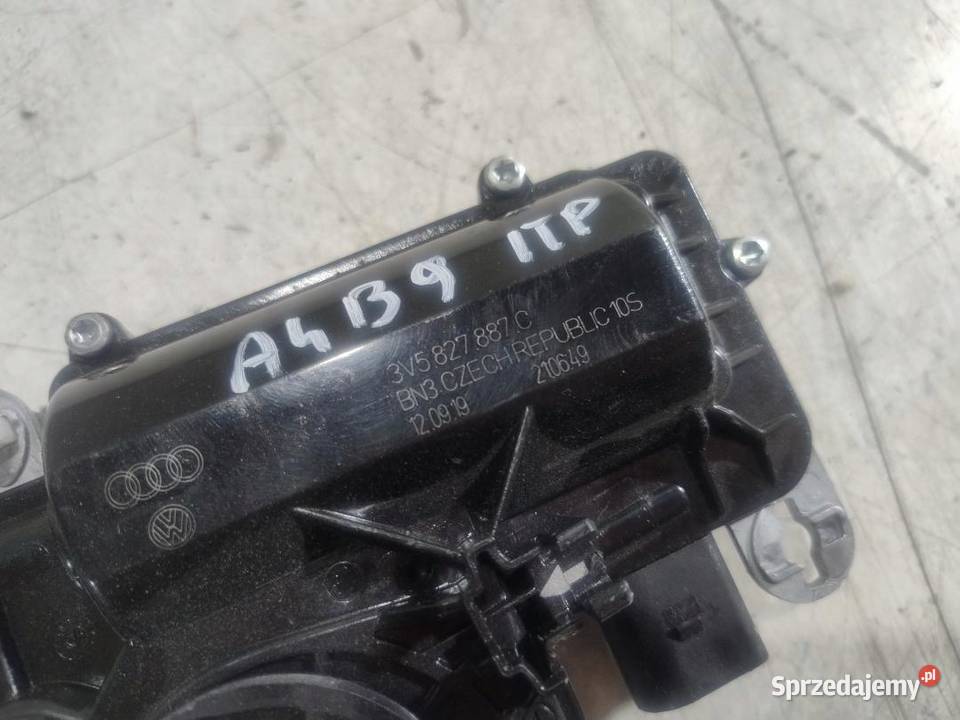 A4 B9 ITP
3V5 827 887 C
BN3 CZECH REPUBLIC 10S
12.09.19 210649
Sprzedajemy.pl